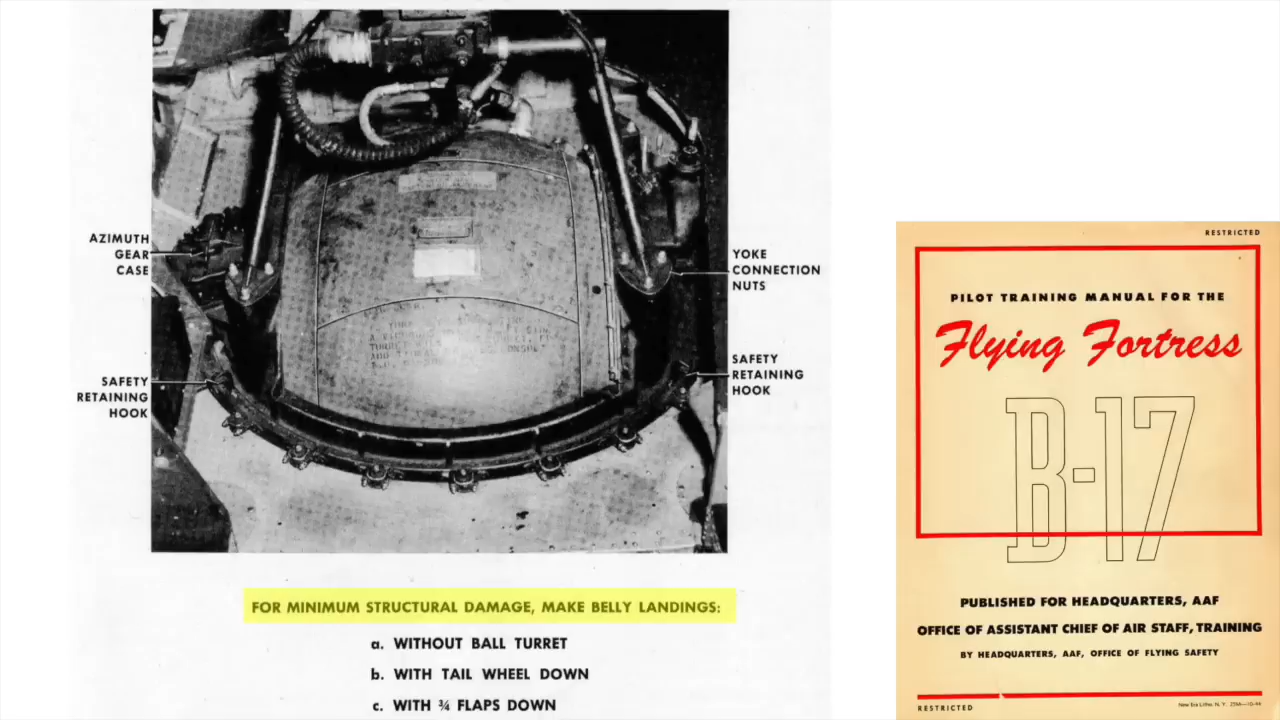 AZIMUTH
GEAR
CASE
SAFETY
RETAINING
HOOK
YOKE
CONNECTION
NUTS
SAFETY
RETAINING
HOOK
FOR MINIMUM STRUCTURAL DAMAGE, MAKE BELLY LANDINGS:
a. WITHOUT BALL TURRET
b. WITH TAIL WHEEL DOWN
c. WITH ¾ FLAPS DOWN
RESTRICTED
PILOT TRAINING MANUAL FOR THE
Flying Fortress
B-17
PUBLISHED FOR HEADQUARTERS, AAF
OFFICE OF ASSISTANT CHIEF OF AIR STAFF, TRAINING
BY HEADQUARTERS, AAF, OFFICE OF FLYING SAFETY
RESTRICTED
New Era Litho, N. Y.